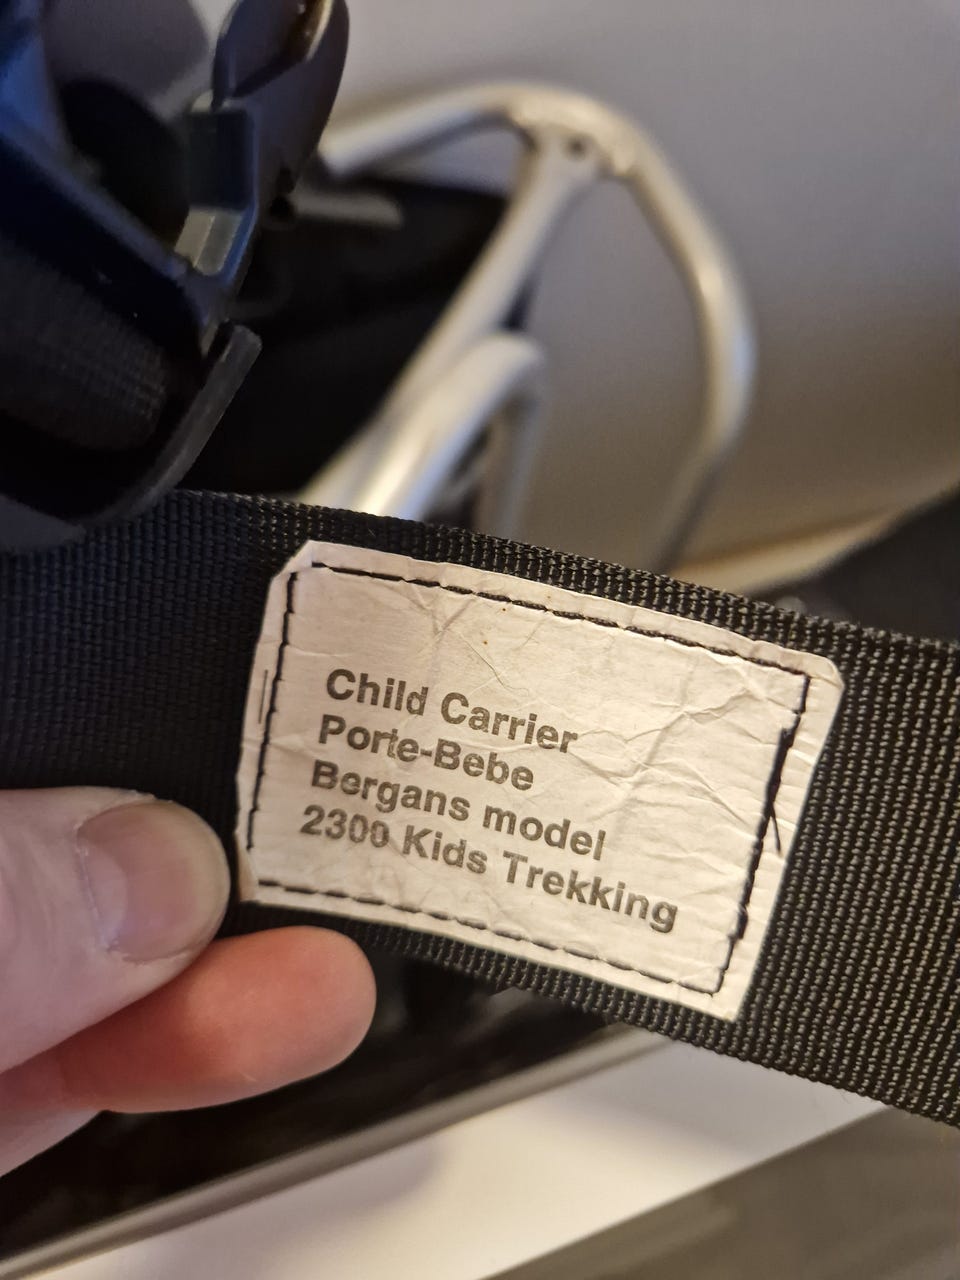 Child Carrier
Porte-Bebe
Bergans model
2300 Kids Trekking